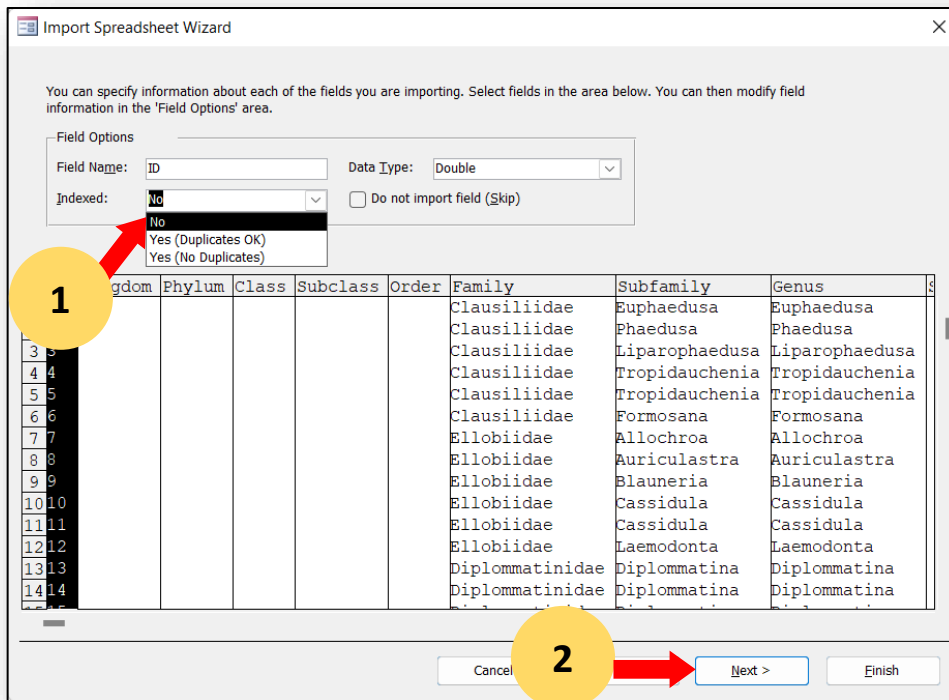 Import Spreadsheet Wizard
You can specify information about each of the fields you are importing. Select fields in the area below. You can then modify field
information in the 'Field Options' area.
Field Options
Field Name: ID Data Type: Double
Indexed: No Do not import field (Skip)
No
Yes (Duplicates OK)
Yes (No Duplicates)
1
gdom Phylum Class Subclass Order Family Subfamily Genus
Clausiliidae Euphaedusa Euphaedusa
Clausiliidae Phaedusa Phaedusa
3 3 Clausiliidae Liparophaedusa Liparophaedusa
4 4 Clausiliidae Tropidauchenia Tropidauchenia
5 5 Clausiliidae Tropidauchenia Tropidauchenia
6 6 Clausiliidae Formosana Formosana
7 7 Ellobiidae Allochroa Allochroa
8 8 Ellobiidae Auriculastra Auriculastra
9 9 Ellobiidae Blauneria Blauneria
10 10 Ellobiidae Cassidula Cassidula
11 11 Ellobiidae Cassidula Cassidula
12 12 Ellobiidae Laemodonta Laemodonta
13 13 Diplommatinidae Diplommatina Diplommatina
14 14 Diplommatinidae Diplommatina Diplommatina
Cancel 2 Next > Finish